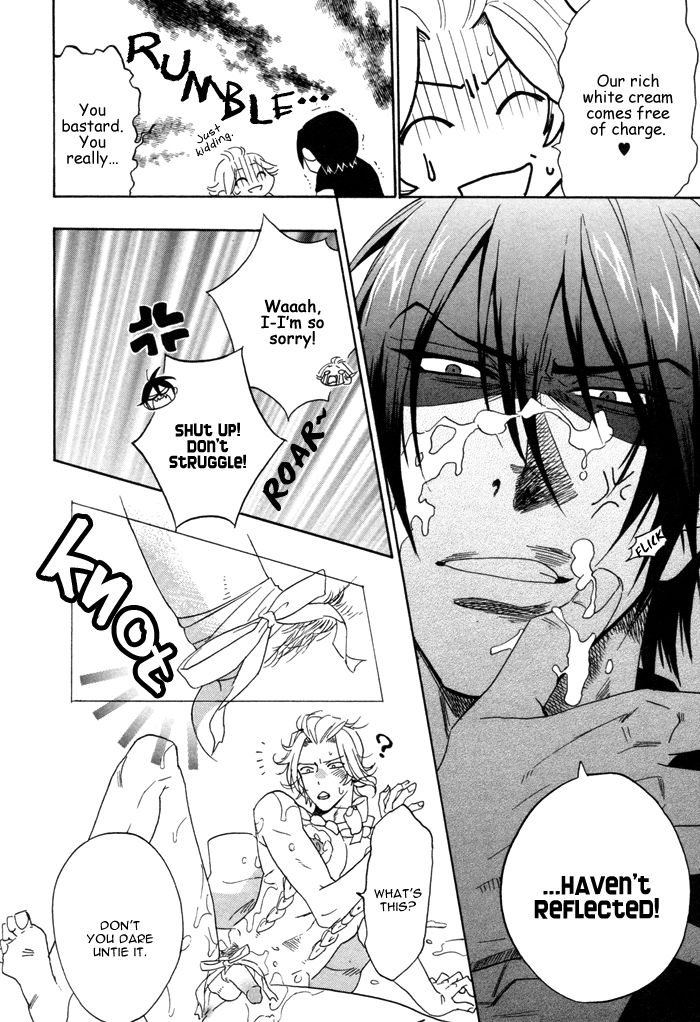 Our rich
white cream
comes free
of charge.
♥
RUMBLE...
just
kidding.
You
bastard.
You
really...
FLICK
...HAVEN'T
REFLECTED!
Waaah,
I-I'm so
sorry!
SHUT UP!
DON'T
STRUGGLE!
ROAR~
knot
?
WHAT'S
THIS?
DON'T
YOU DARE
UNTIE IT.